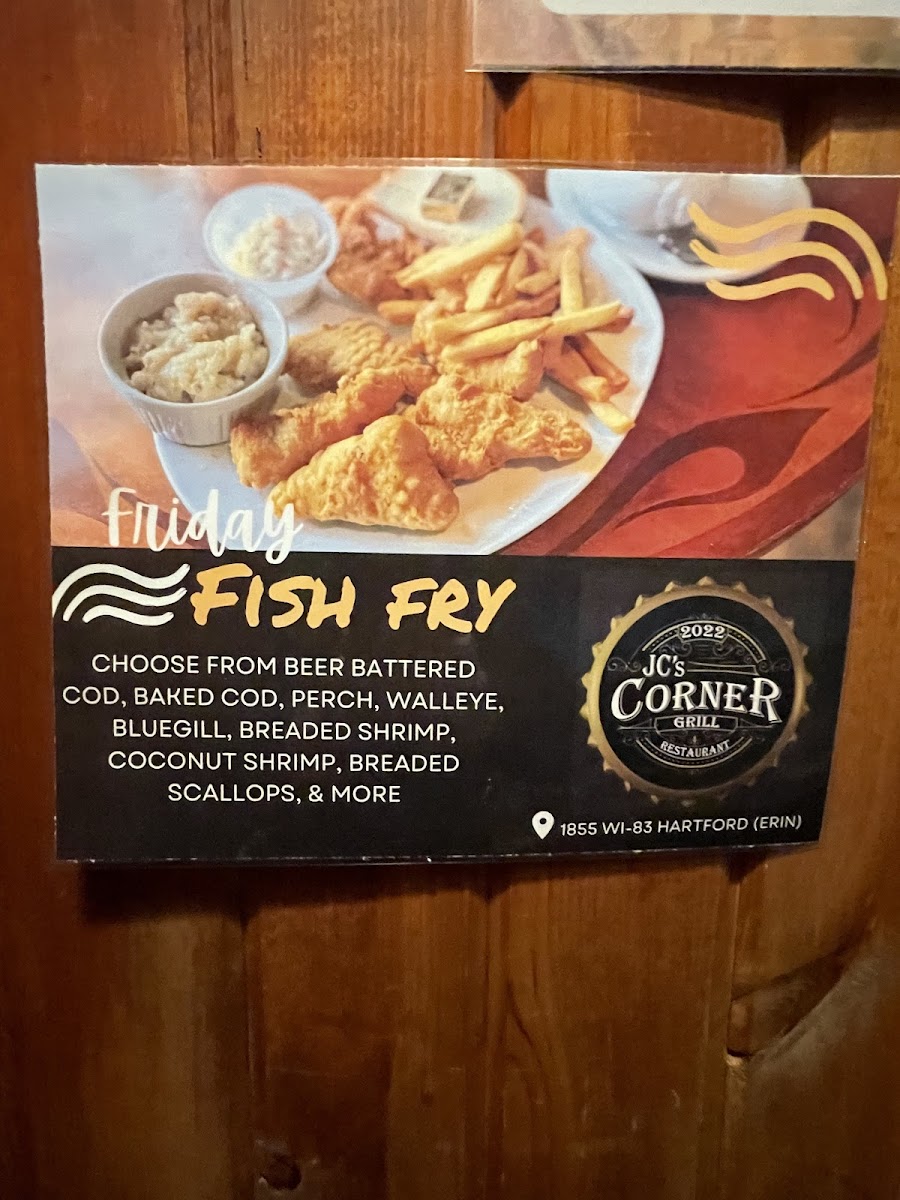 Friday
FISH FRY
CHOOSE FROM BEER BATTERED
COD, BAKED COD, PERCH, WALLEYE,
BLUEGILL, BREADED SHRIMP,
COCONUT SHRIMP, BREADED
SCALLOPS, & MORE
2022
JC's
CORNER
GRILL
RESTAURANT
1855 WI-83 HARTFORD (ERIN)